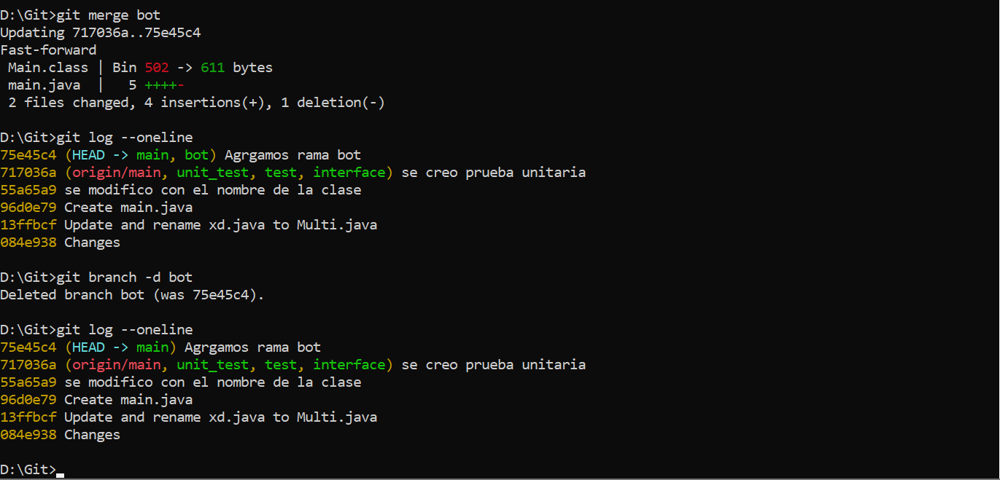 D:\Git>git merge bot
Updating 717036a..75e45c4
Fast-forward
 Main.class | Bin 502 -> 611 bytes
 main.java  |   5 ++++-
 2 files changed, 4 insertions(+), 1 deletion(-)

D:\Git>git log --oneline
75e45c4 (HEAD -> main, bot) Agrgamos rama bot
717036a (origin/main, unit_test, test, interface) se creo prueba unitaria
55a65a9 se modifico con el nombre de la clase
96d0e79 Create main.java
13ffbcf Update and rename xd.java to Multi.java
084e938 Changes

D:\Git>git branch -d bot
Deleted branch bot (was 75e45c4).

D:\Git>git log --oneline
75e45c4 (HEAD -> main) Agrgamos rama bot
717036a (origin/main, unit_test, test, interface) se creo prueba unitaria
55a65a9 se modifico con el nombre de la clase
96d0e79 Create main.java
13ffbcf Update and rename xd.java to Multi.java
084e938 Changes

D:\Git>